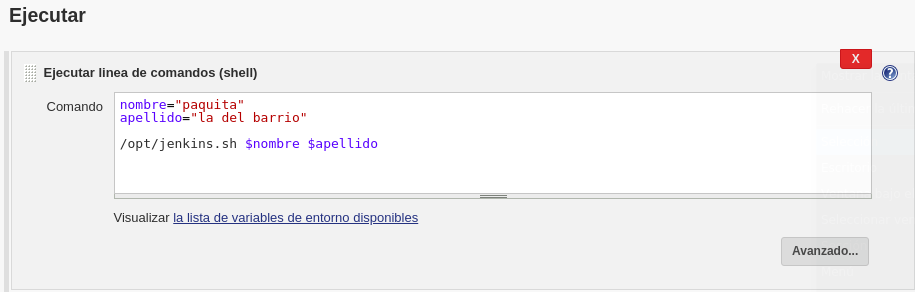 Ejecutar
X
Ejecutar linea de comandos (shell)
?
Comando
nombre="paquita"
apellido="la del barrio"
/opt/jenkins.sh $nombre $apellido
Visualizar la lista de variables de entorno disponibles
Avanzado...